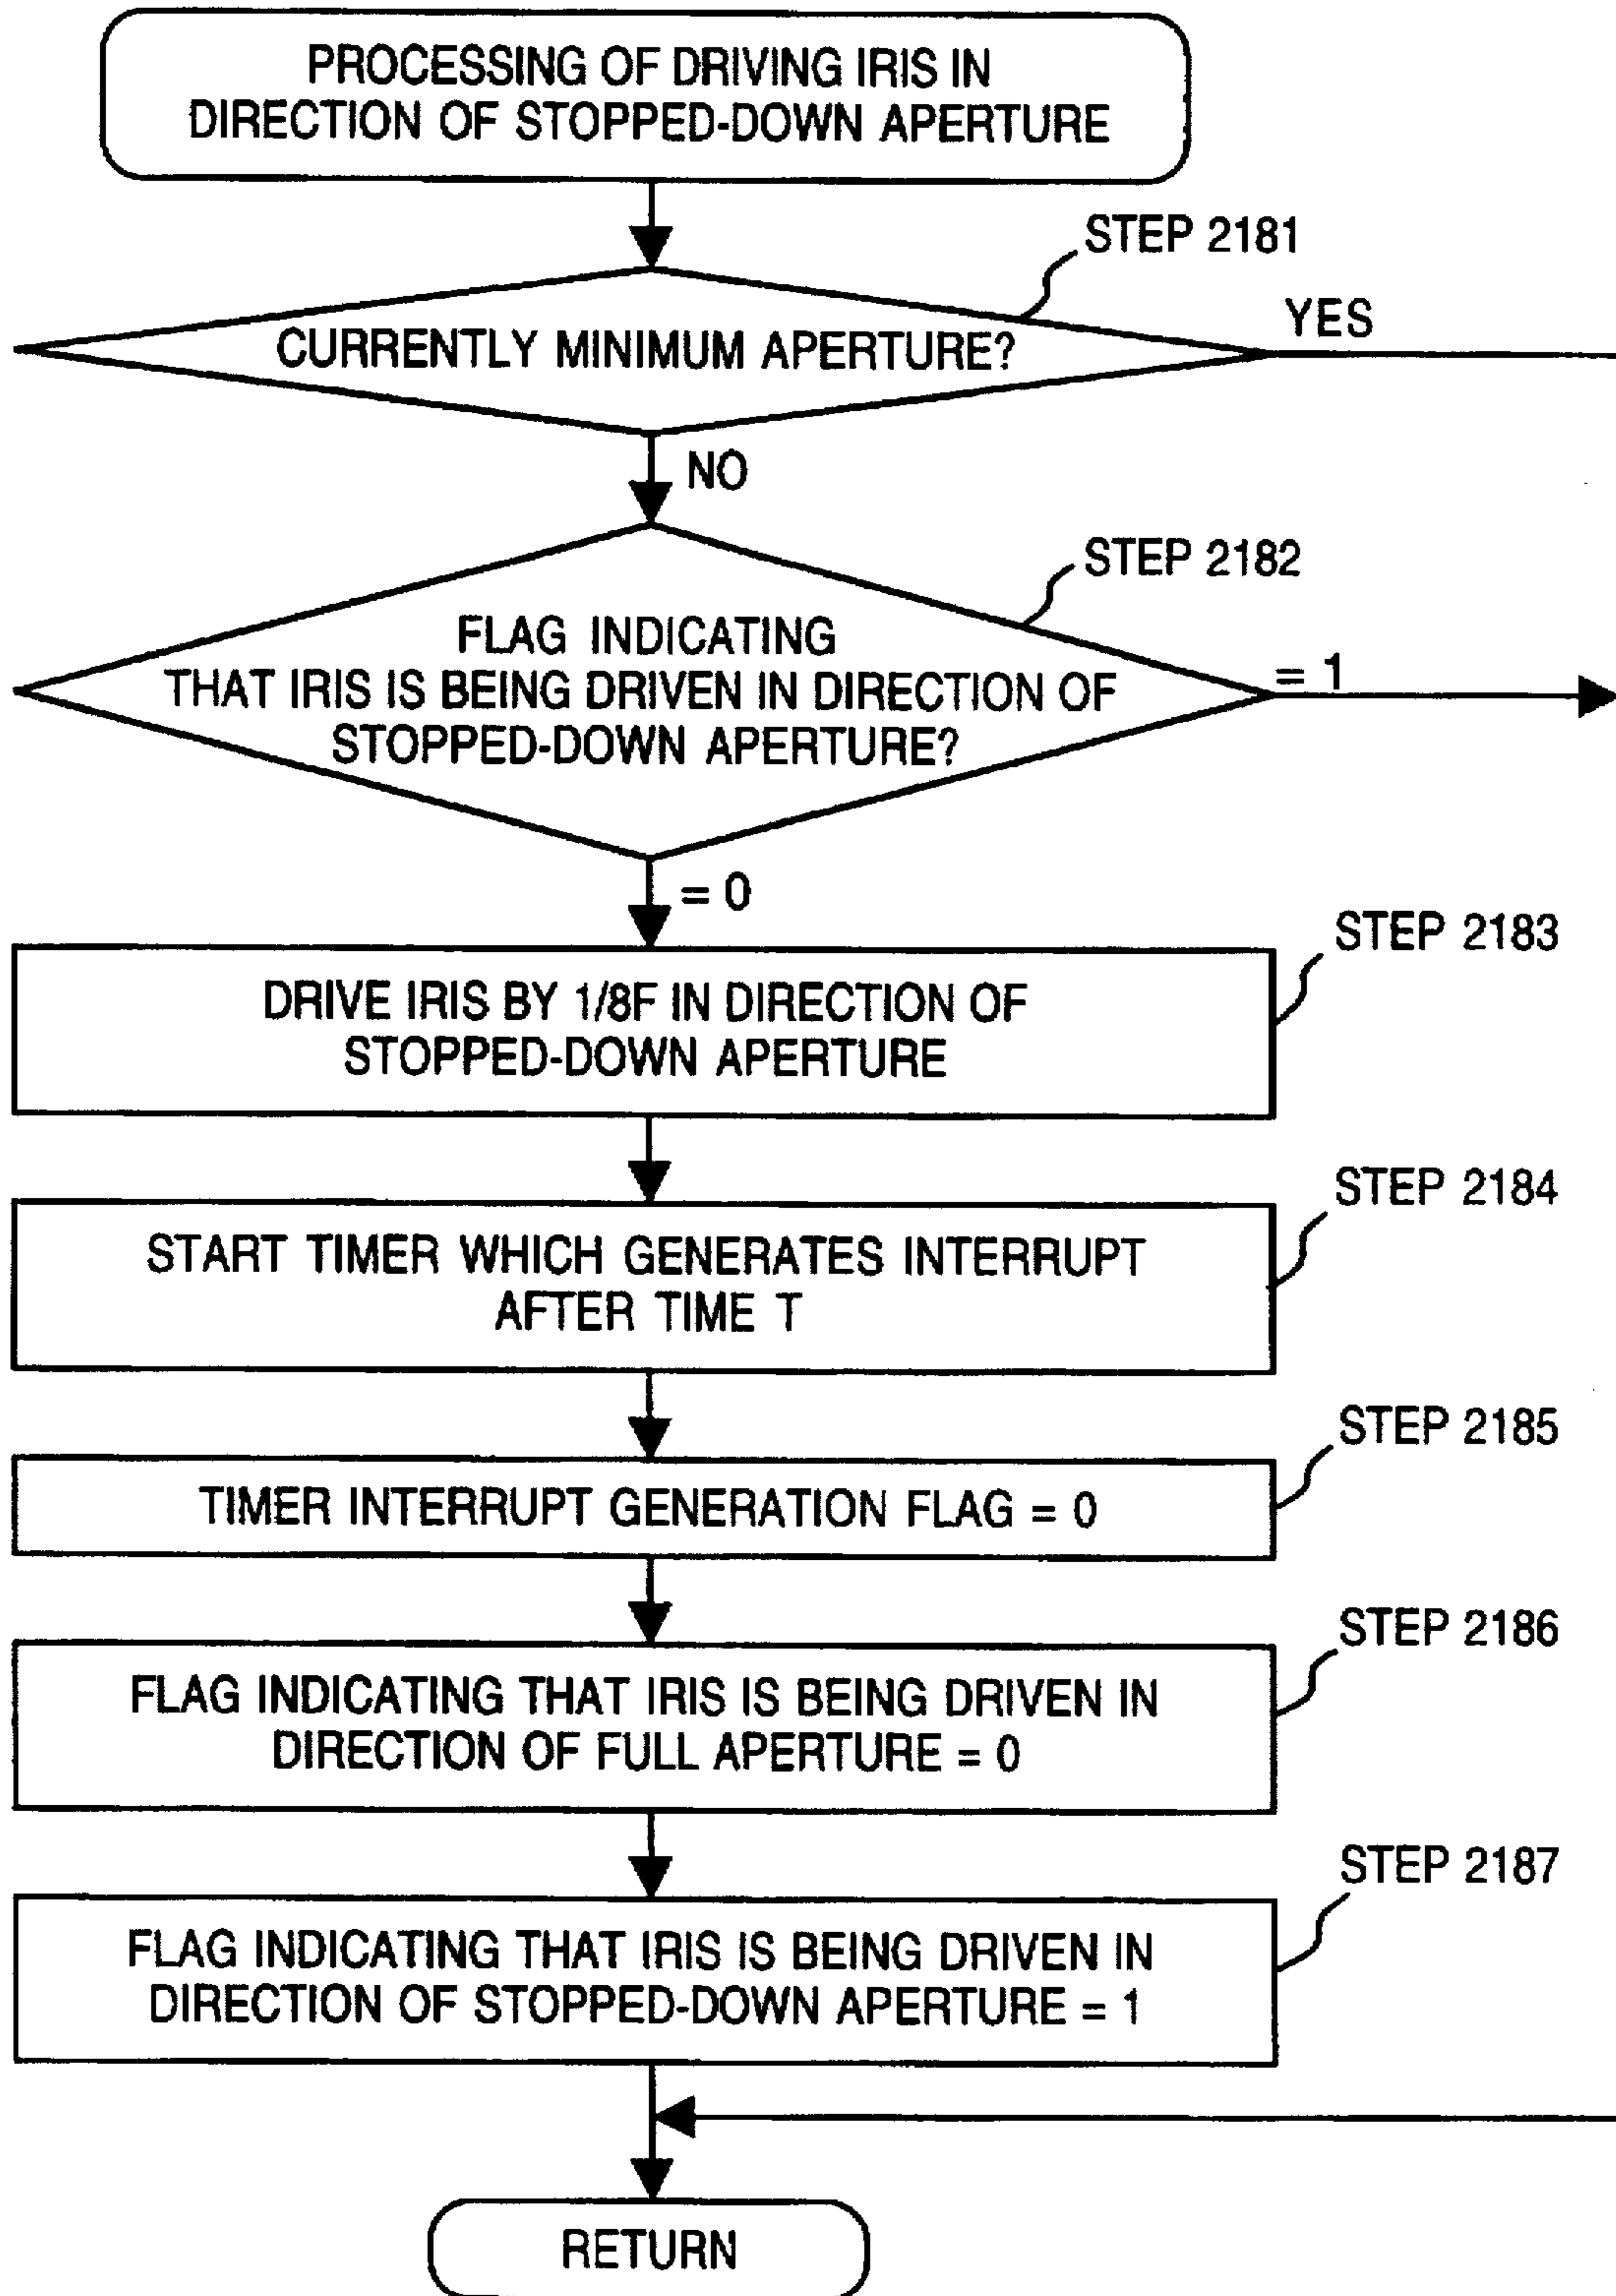 PROCESSING OF DRIVING IRIS IN
DIRECTION OF STOPPED-DOWN APERTURE
STEP 2181
CURRENTLY MINIMUM APERTURE?
YES
NO
STEP 2182
FLAG INDICATING
THAT IRIS IS BEING DRIVEN IN DIRECTION OF
STOPPED-DOWN APERTURE?
= 1
= 0
STEP 2183
DRIVE IRIS BY 1/8F IN DIRECTION OF
STOPPED-DOWN APERTURE
STEP 2184
START TIMER WHICH GENERATES INTERRUPT
AFTER TIME T
STEP 2185
TIMER INTERRUPT GENERATION FLAG = 0
STEP 2186
FLAG INDICATING THAT IRIS IS BEING DRIVEN IN
DIRECTION OF FULL APERTURE = 0
STEP 2187
FLAG INDICATING THAT IRIS IS BEING DRIVEN IN
DIRECTION OF STOPPED-DOWN APERTURE = 1
RETURN